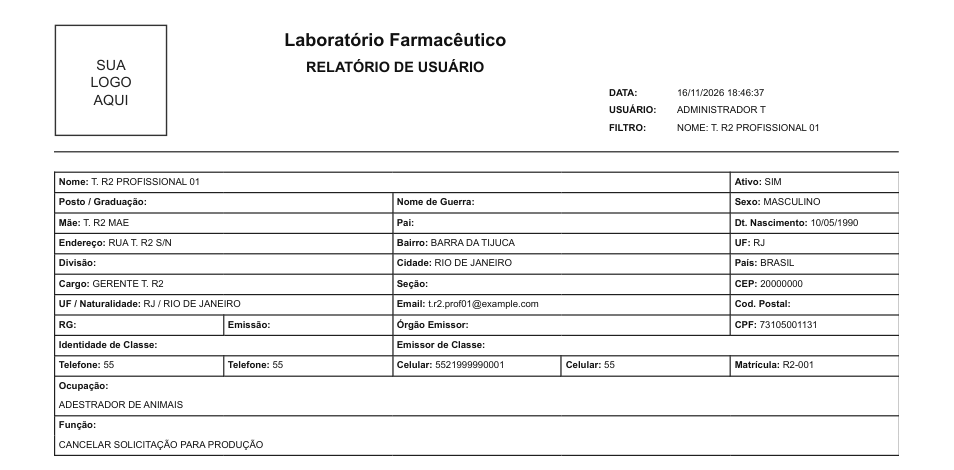 SUA
LOGO
AQUI
Laboratório Farmacêutico
RELATÓRIO DE USUÁRIO
DATA: 16/11/2026 18:46:37
USUÁRIO: ADMINISTRADOR T
FILTRO: NOME: T. R2 PROFISSIONAL 01
Nome: T. R2 PROFISSIONAL 01 Ativo: SIM
Posto / Graduação: Nome de Guerra: Sexo: MASCULINO
Mãe: T. R2 MAE Pai: Dt. Nascimento: 10/05/1990
Endereço: RUA T. R2 S/N Bairro: BARRA DA TIJUCA UF: RJ
Divisão: Cidade: RIO DE JANEIRO País: BRASIL
Cargo: GERENTE T. R2 Seção: CEP: 20000000
UF / Naturalidade: RJ / RIO DE JANEIRO Email: t.r2.prof01@example.com Cod. Postal:
RG: Emissão: Órgão Emissor: CPF: 73105001131
Identidade de Classe: Emissor de Classe:
Telefone: 55 Telefone: 55 Celular: 5521999990001 Celular: 55 Matrícula: R2-001
Ocupação:
ADESTRADOR DE ANIMAIS
Função:
CANCELAR SOLICITAÇÃO PARA PRODUÇÃO